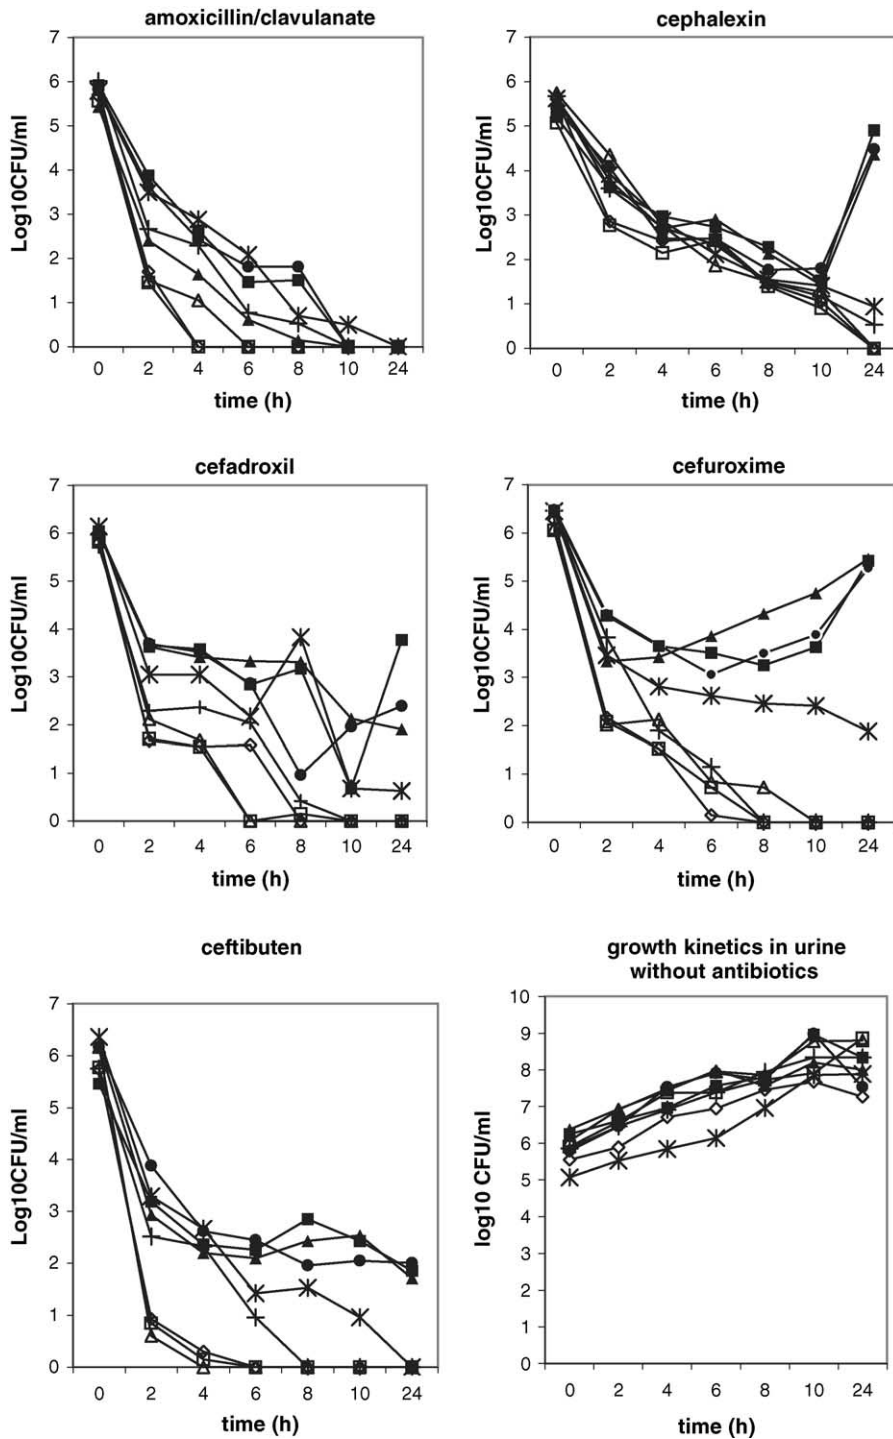 amoxicillin/clavulanate
7
6
5
4
3
2
1
0
Log10CFU/ml
0 2 4 6 8 10 24
time (h)
cephalexin
7
6
5
4
3
2
1
0
Log10CFU/ml
0 2 4 6 8 10 24
time (h)
cefadroxil
7
6
5
4
3
2
1
0
Log10CFU/ml
0 2 4 6 8 10 24
time (h)
cefuroxime
7
6
5
4
3
2
1
0
Log10CFU/ml
0 2 4 6 8 10 24
time (h)
ceftibuten
7
6
5
4
3
2
1
0
Log10CFU/ml
0 2 4 6 8 10 24
time (h)
growth kinetics in urine
without antibiotics
10
9
8
7
6
5
4
3
2
1
0
log10 CFU/ml
0 2 4 6 8 10 24
time (h)